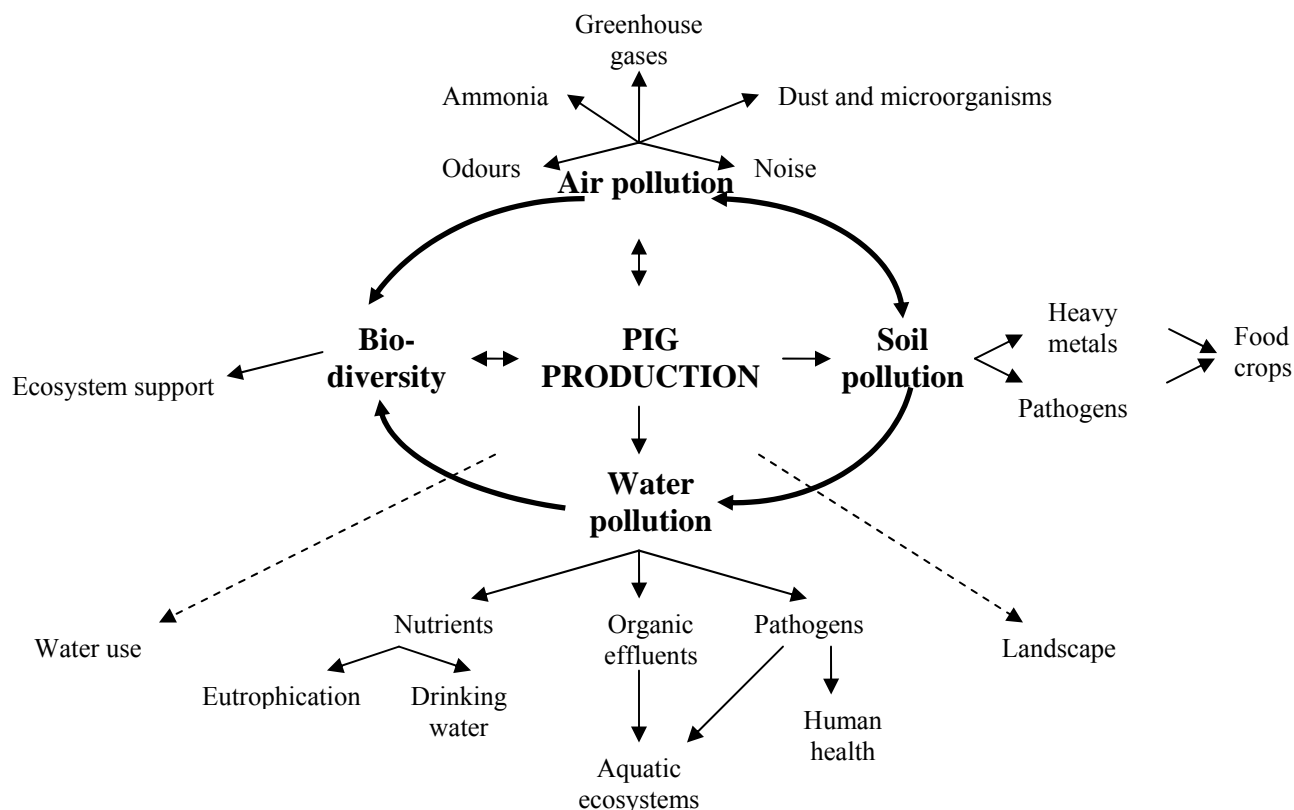 Greenhouse
gases
Ammonia
Dust and microorganisms
Odours
Noise
Air pollution
Bio-
diversity
PIG
PRODUCTION
Soil
pollution
Heavy
metals
Food
crops
Pathogens
Ecosystem support
Water
pollution
Nutrients
Organic
effluents
Pathogens
Water use
Landscape
Eutrophication
Drinking
water
Human
health
Aquatic
ecosystems